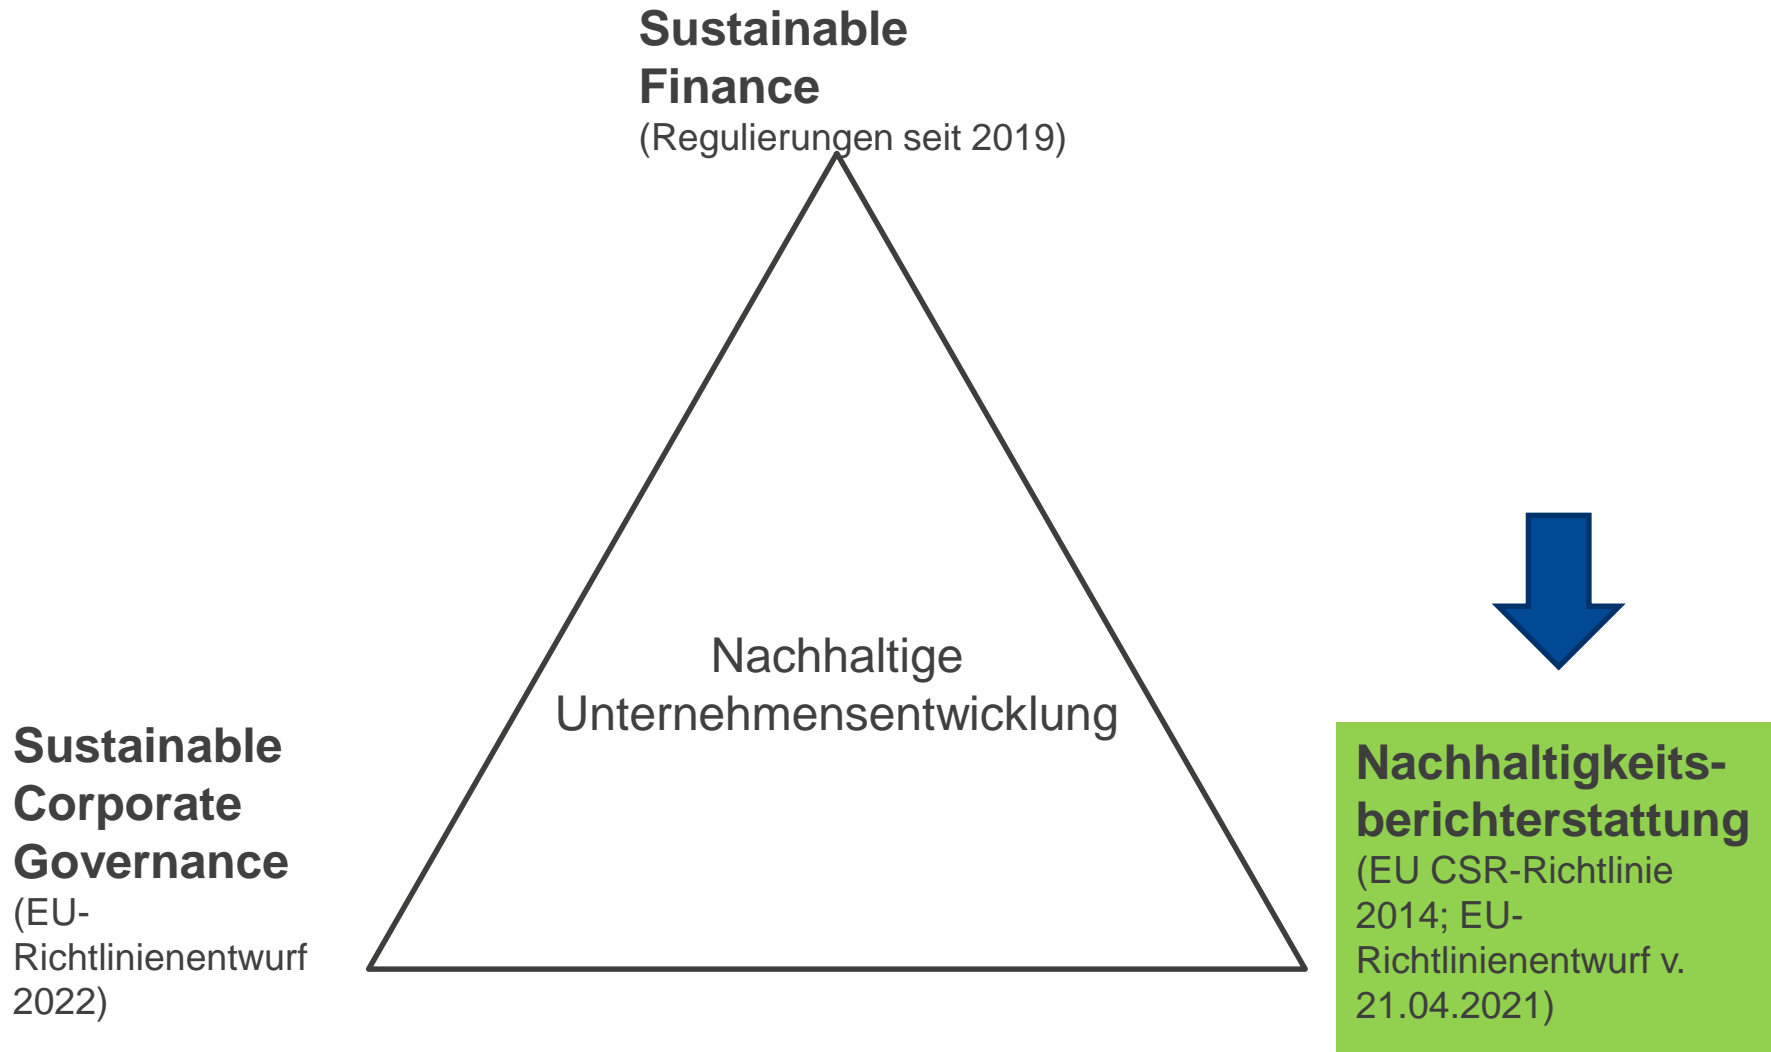 Sustainable
Finance
(Regulierungen seit 2019)
Nachhaltige
Unternehmensentwicklung
Sustainable
Corporate
Governance
(EU-
Richtlinienentwurf
2022)
Nachhaltigkeits-
berichterstattung
(EU CSR-Richtlinie
2014; EU-
Richtlinienentwurf v.
21.04.2021)